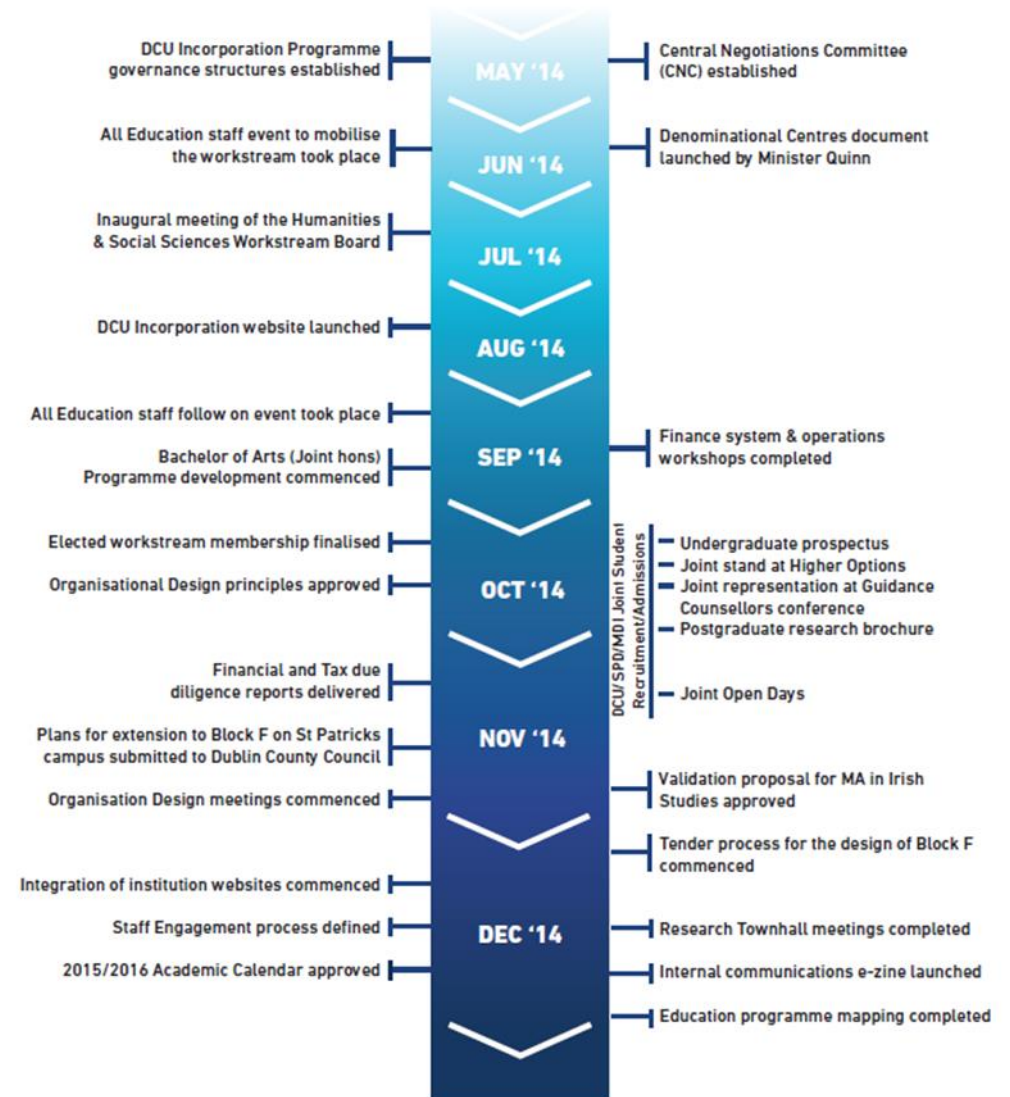 DCU Incorporation Programme
governance structures established
MAY ‘14
Central Negotiations Committee
(CNC) established
All Education staff event to mobilise
the workstream took place
JUN ‘14
Denominational Centres document
launched by Minister Quinn
Inaugural meeting of the Humanities
& Social Sciences Workstream Board
JUL ‘14
DCU Incorporation website launched
AUG ‘14
All Education staff follow on event took place
Bachelor of Arts (Joint hons)
Programme development commenced
SEP ‘14
Finance system & operations
workshops completed
Elected workstream membership finalised
Organisational Design principles approved
OCT ‘14
DCU/SPD/MDI Joint Student
Recruitment/Admissions
Undergraduate prospectus
Joint stand at Higher Options
Joint representation at Guidance
Counsellors conference
Postgraduate research brochure
Joint Open Days
Financial and Tax due
diligence reports delivered
Plans for extension to Block F on St Patricks
campus submitted to Dublin County Council
Organisation Design meetings commenced
NOV ‘14
Validation proposal for MA in Irish
Studies approved
Tender process for the design of Block F
commenced
Integration of institution websites commenced
Staff Engagement process defined
2015/2016 Academic Calendar approved
DEC ‘14
Research Townhall meetings completed
Internal communications e-zine launched
Education programme mapping completed